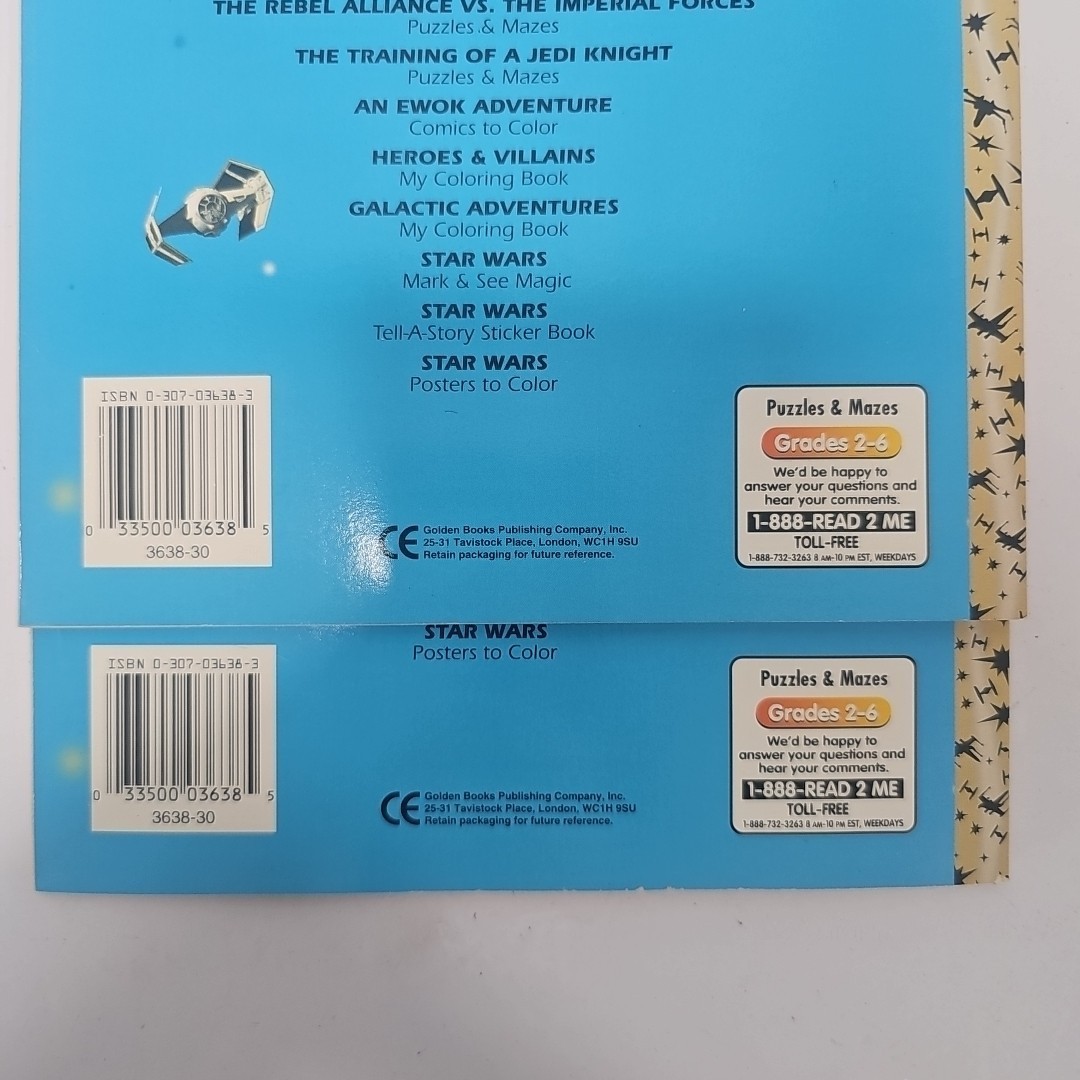 THE REBEL ALLIANCE VS. THE IMPERIAL FORCES
Puzzles & Mazes
THE TRAINING OF A JEDI KNIGHT
Puzzles & Mazes
AN EWOK ADVENTURE
Comics to Color
HEROES & VILLAINS
My Coloring Book
GALACTIC ADVENTURES
My Coloring Book
STAR WARS
Mark & See Magic
STAR WARS
Tell-A-Story Sticker Book
STAR WARS
Posters to Color
ISBN 0-307-03638-3
0 33500 03638 5
3638-30
CE
Golden Books Publishing Company, Inc.
25-31 Tavistock Place, London, WC1H 9SU
Retain packaging for future reference.
Puzzles & Mazes
Grades 2-6
We'd be happy to
answer your questions and
hear your comments.
1-888-READ 2 ME
TOLL-FREE
1-888-732-3263 8 AM-10 PM EST, WEEKDAYS
STAR WARS
Posters to Color
ISBN 0-307-03638-3
0 33500 03638 5
3638-30
CE
Golden Books Publishing Company, Inc.
25-31 Tavistock Place, London, WC1H 9SU
Retain packaging for future reference.
Puzzles & Mazes
Grades 2-6
We'd be happy to
answer your questions and
hear your comments.
1-888-READ 2 ME
TOLL-FREE
1-888-732-3263 8 AM-10 PM EST, WEEKDAYS